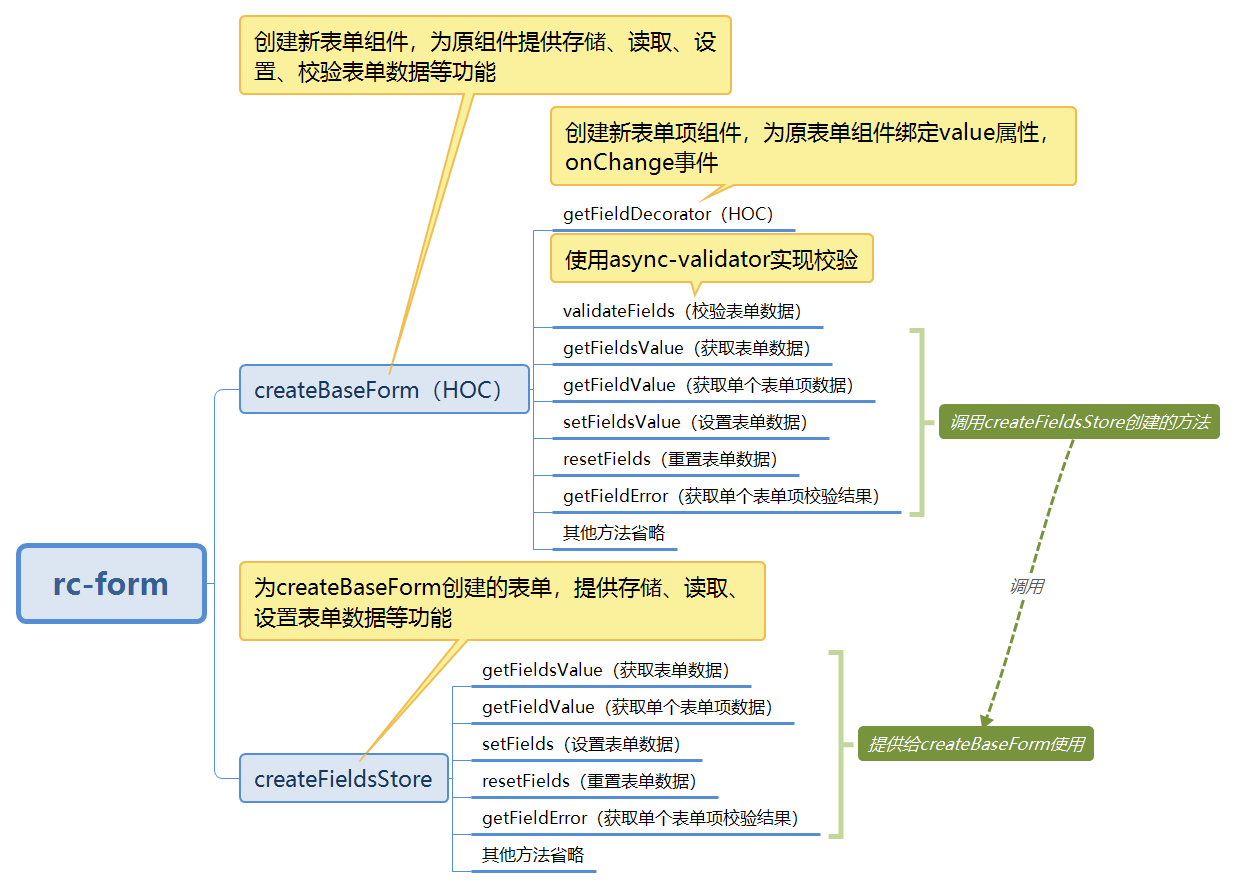 创建新表单组件，为原组件提供存储、读取、设
置、校验表单数据等功能
创建新表单项组件，为原表单组件绑定value属性，
onChange事件
getFieldDecorator（HOC）
使用async-validator实现校验
validateFields（校验表单数据）
getFieldsValue（获取表单数据）
getFieldValue（获取单个表单项数据）
createBaseForm（HOC）
setFieldsValue（设置表单数据）
调用createFieldsStore创建的方法
resetFields（重置表单数据）
getFieldError（获取单个表单项校验结果）
其他方法省略
rc-form
调用
为createBaseForm创建的表单，提供存储、读取、
设置表单数据等功能
getFieldsValue（获取表单数据）
getFieldValue（获取单个表单项数据）
setFields（设置表单数据）
提供给createBaseForm使用
createFieldsStore
resetFields（重置表单数据）
getFieldError（获取单个表单项校验结果）
其他方法省略